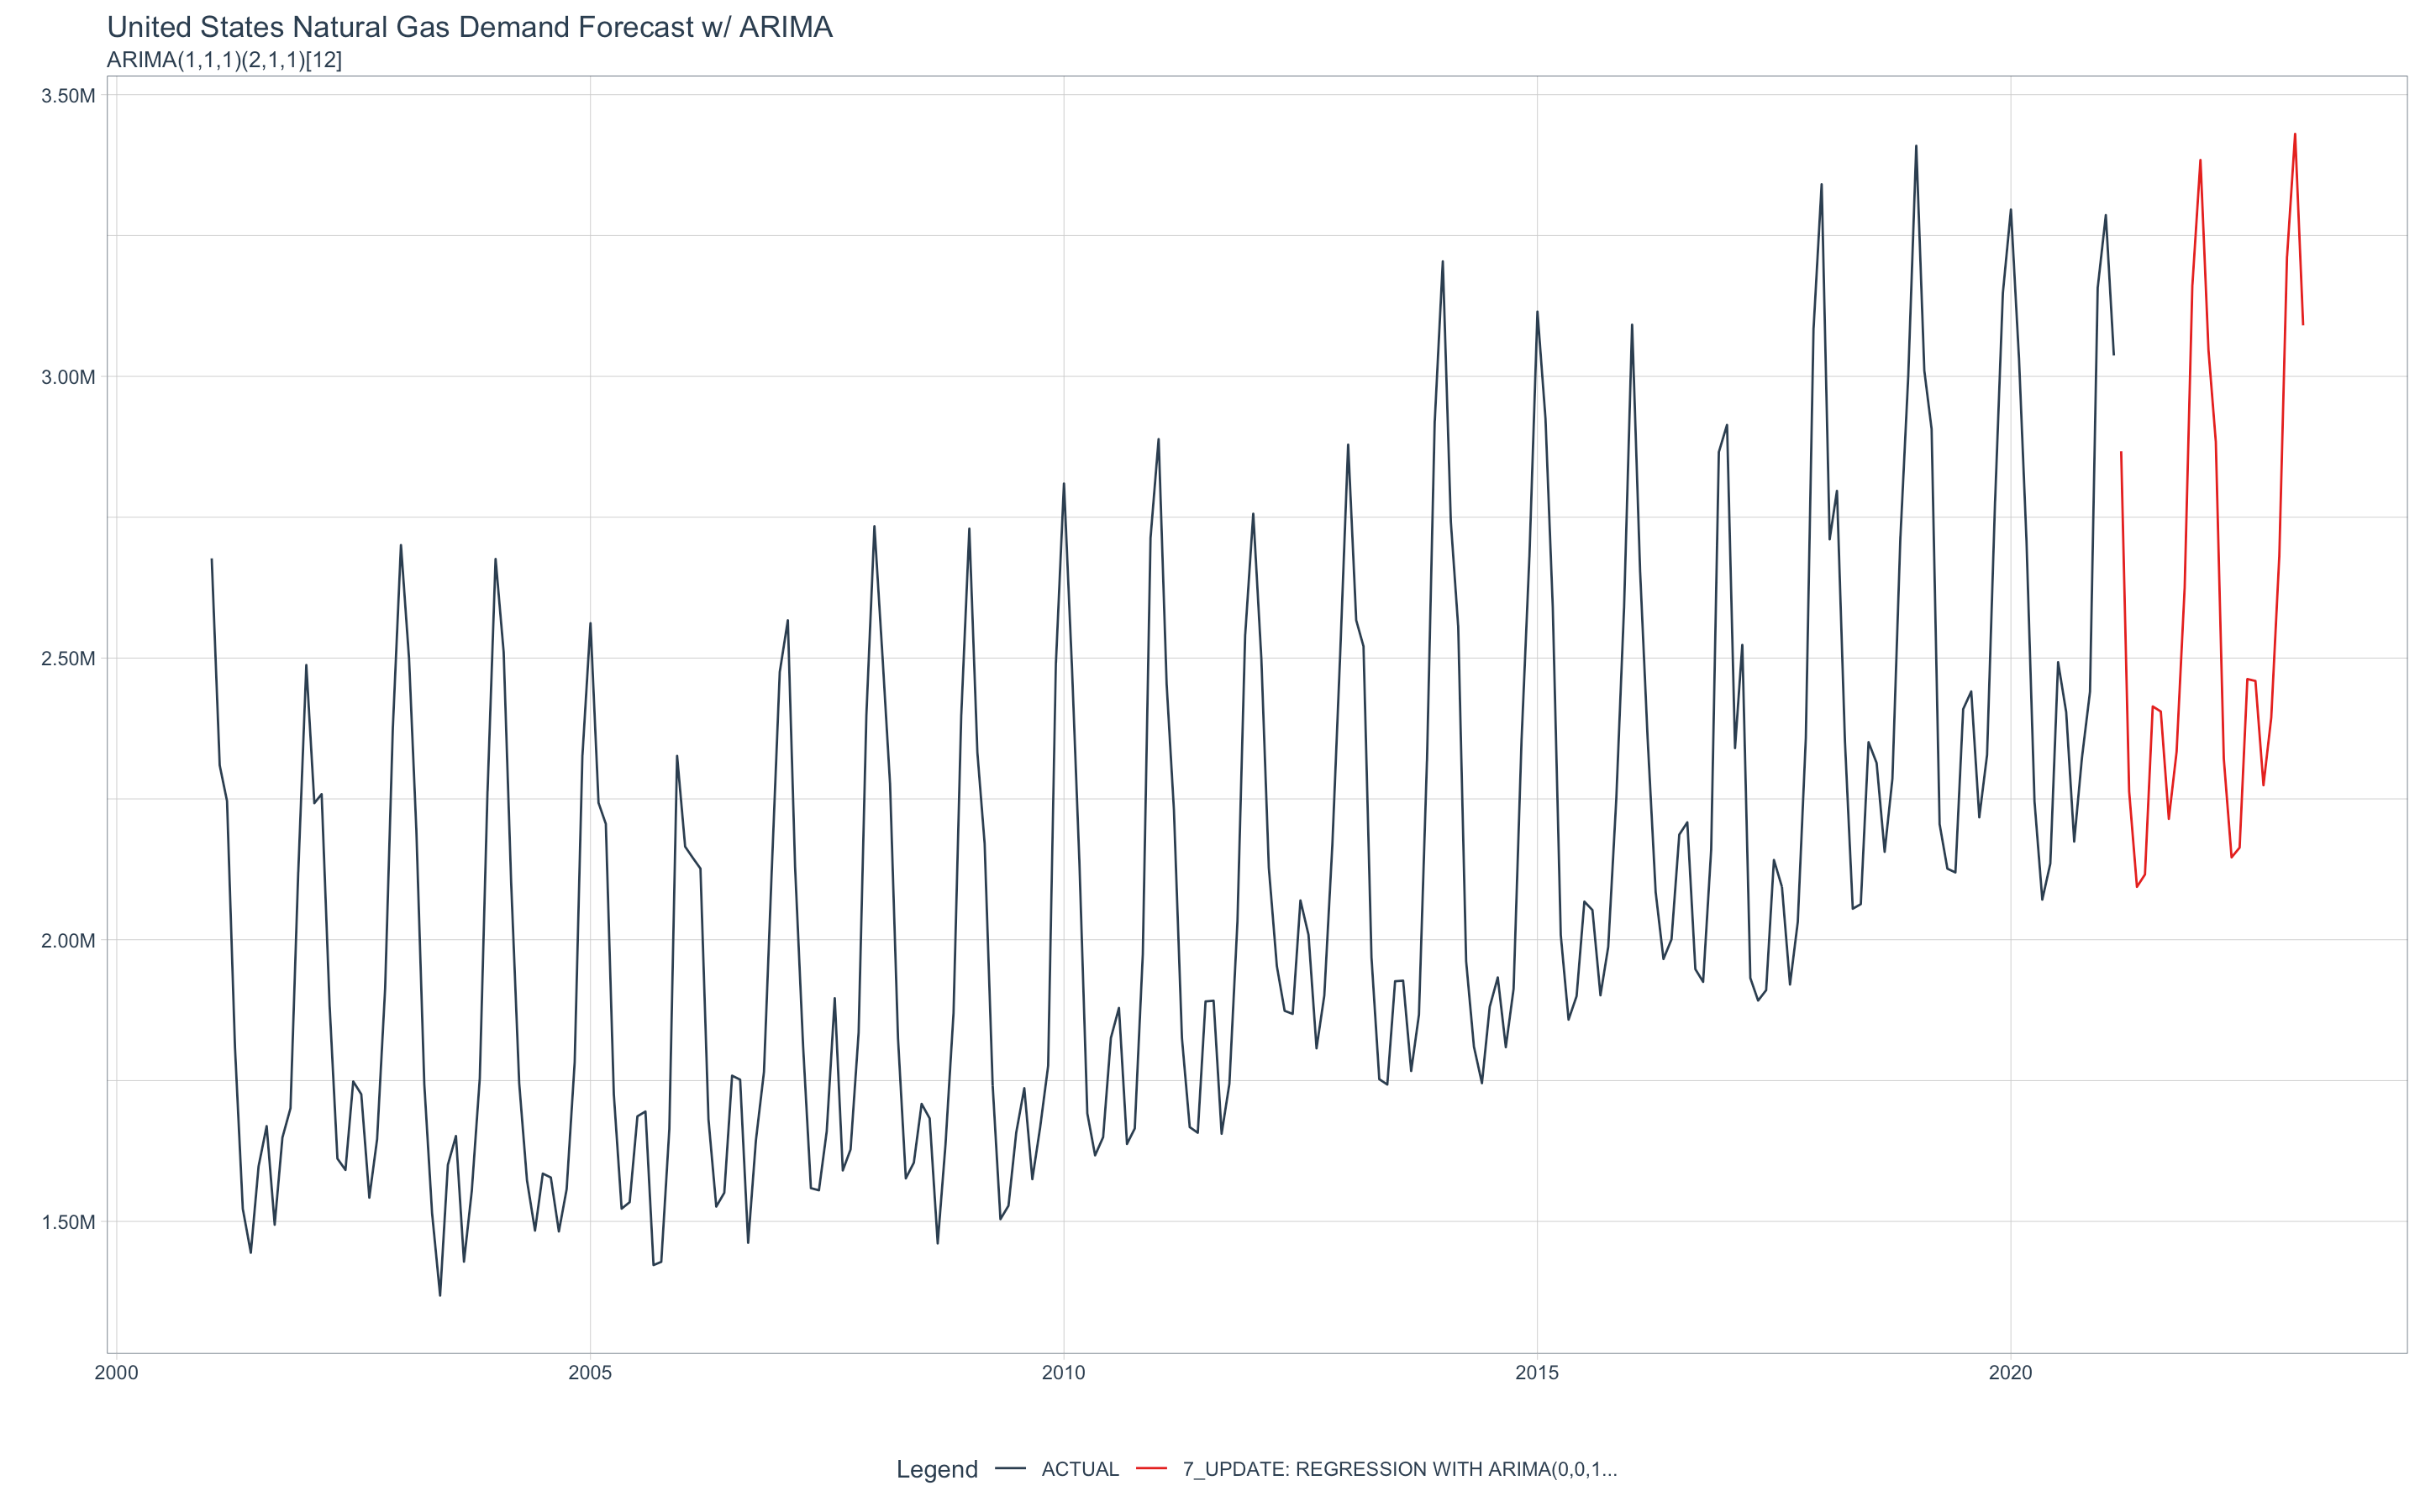 United States Natural Gas Demand Forecast w/ ARIMA
ARIMA(1,1,1)(2,1,1)[12]
3.50M
3.00M
2.50M
2.00M
1.50M
2000 2005 2010 2015 2020
Legend ACTUAL 7_UPDATE: REGRESSION WITH ARIMA(0,0,1...